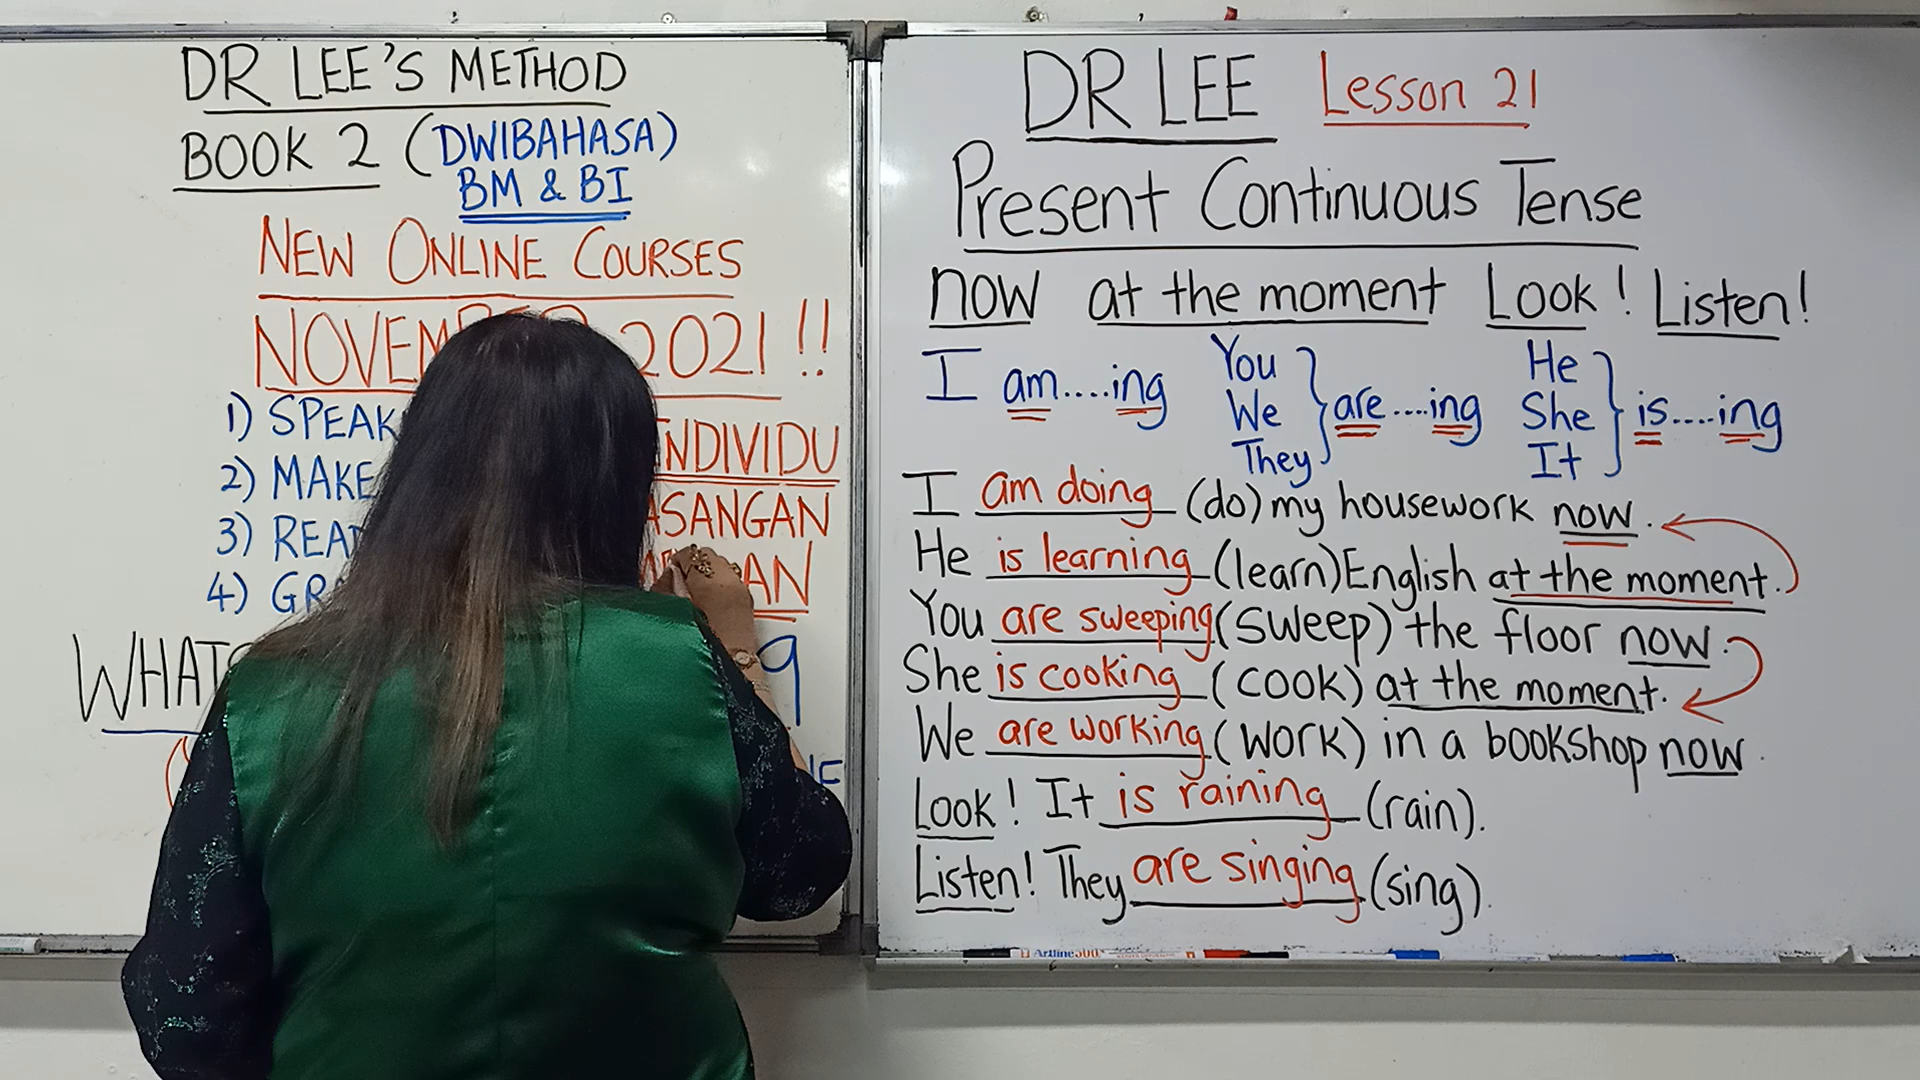 DR LEE'S METHOD
BOOK 2 (DWIBAHASA)
BM & BI
NEW ONLINE COURSES
2021 !!
1) SPEAK
INDIVIDU
2) MAKE
3) READ
4)
DR LEE Lesson 21
Present Continuous Tense
now at the moment Look! Listen!
I am....ing
You
We
They
are....ing
He
She
It
is....ing
I am doing (do) my housework now.
He is learning (learn) English at the moment.
You are sweeping (sweep) the floor now.
She is cooking (cook) at the moment.
We are working (work) in a bookshop now.
Look! It is raining (rain).
Listen! They are singing (sing).
Artline 500